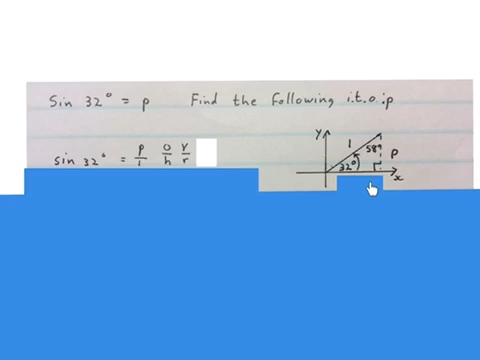 Sin 32° = p Find the following i.t.o :p
sin 32° = p/1 o/h y/r
y
1
58°
p
32°
x